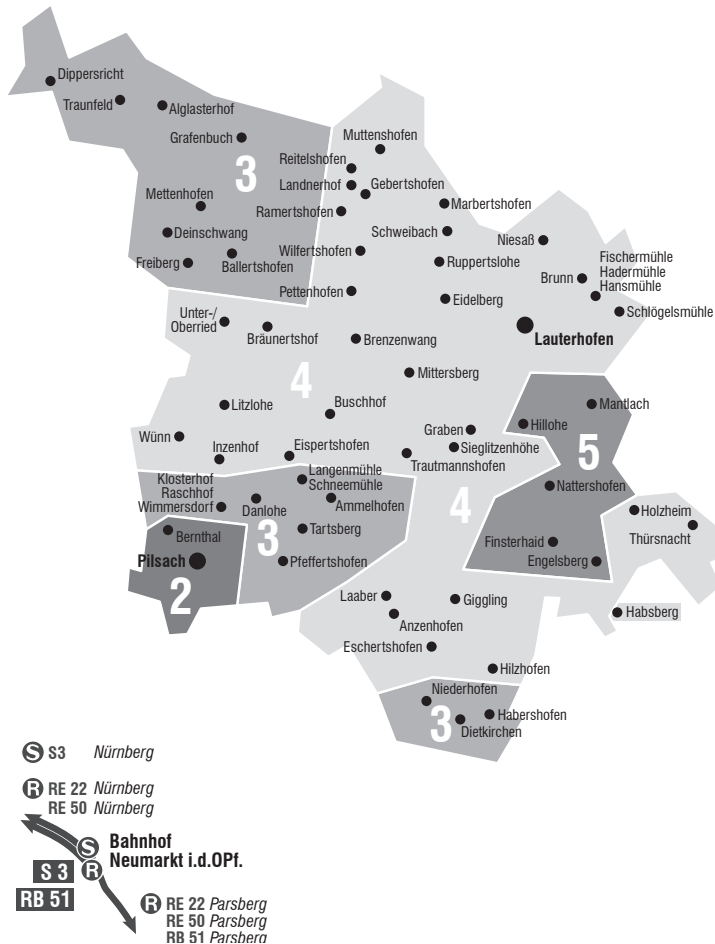 Dippersricht
Traunfeld
Alglasterhof
Grafenbuch
3
Muttenshofen
Reitelshofen
Landnerhof
Gebertshofen
Mettenhofen
Ramertshofen
Marbertshofen
Deinschwang
Schweibach
Niesaß
Freiberg
Ballertshofen
Wilfertshofen
Ruppertslohe
Fischermühle
Hadermühle
Hansmühle
Brunn
Pettenhofen
Eidelberg
Schlögelsmühle
Unter-/
Oberried
Bräunertshof
Brenzenwang
Lauterhofen
4
Mittersberg
Litzlohe
Buschhof
Mantlach
Hillohe
Wünn
Graben
Inzenhof
Eispertshofen
Sieglitzenhöhe
Trautmannshofen
5
Klosterhof
Raschhof
Wimmersdorf
Langenmühle
Schneemühle
Danlohe
Ammelhofen
4
Nattershofen
Holzheim
Bernthal
3
Tartsberg
Thürsnacht
Finsterhaid
Pilsach
Pfeffertshofen
Engelsberg
2
Laaber
Giggling
Habsberg
Anzenhofen
Eschertshofen
Hilzhofen
Niederhofen
3
Habershofen
Dietkirchen
S S3 Nürnberg
R RE 22 Nürnberg
RE 50 Nürnberg
S Bahnhof
R Neumarkt i.d.OPf.
S 3
RB 51
R RE 22 Parsberg
RE 50 Parsberg
RB 51 Parsberg